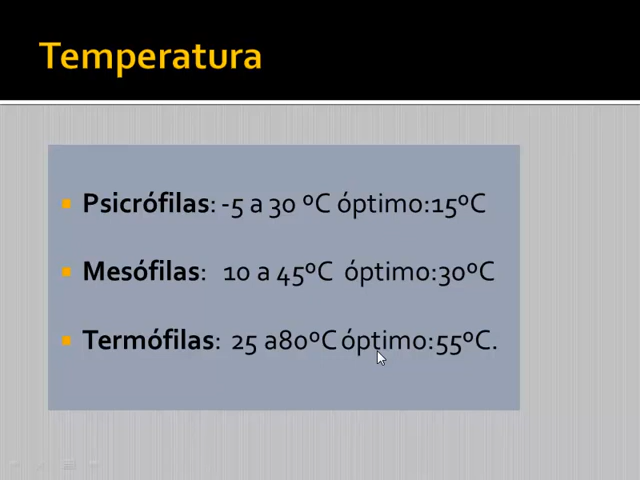 Temperatura
Psicrófilas: -5 a 30 ºC óptimo:15ºC
Mesófilas: 10 a 45ºC óptimo:30ºC
Termófilas: 25 a80ºC óptimo:55ºC.